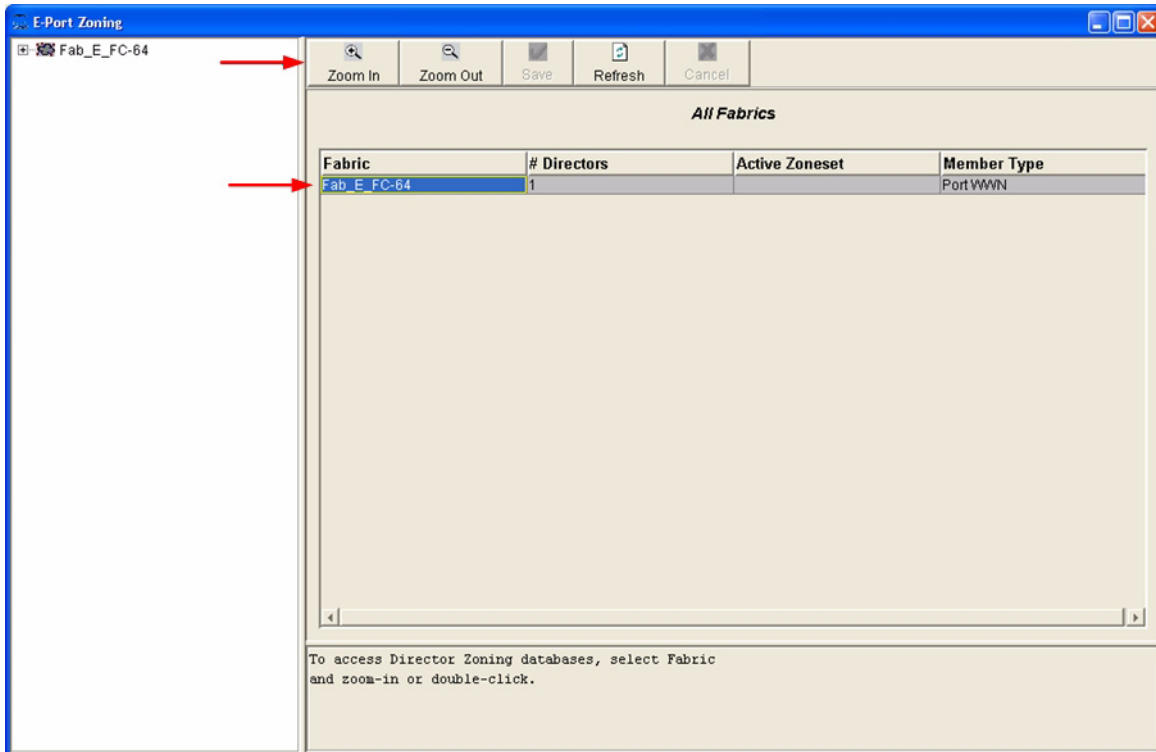 E-Port Zoning
Fab_E_FC-64
Zoom In Zoom Out Save Refresh Cancel
All Fabrics
Fabric # Directors Active Zoneset Member Type
Fab_E_FC-64 1 Port WWN
To access Director Zoning databases, select Fabric
and zoom-in or double-click.